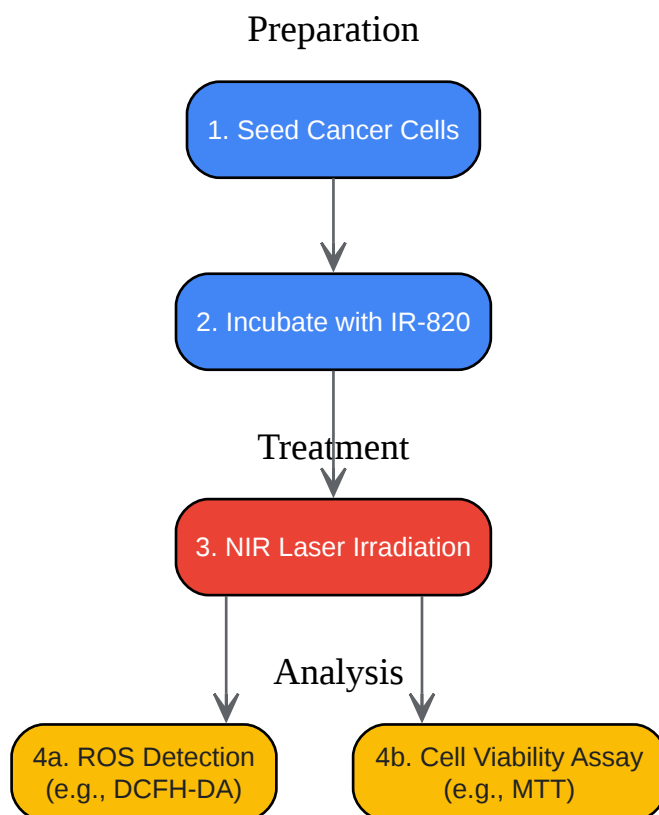 Preparation
1. Seed Cancer Cells
2. Incubate with IR-820
Treatment
3. NIR Laser Irradiation
Analysis
4a. ROS Detection
(e.g., DCFH-DA)
4b. Cell Viability Assay
(e.g., MTT)